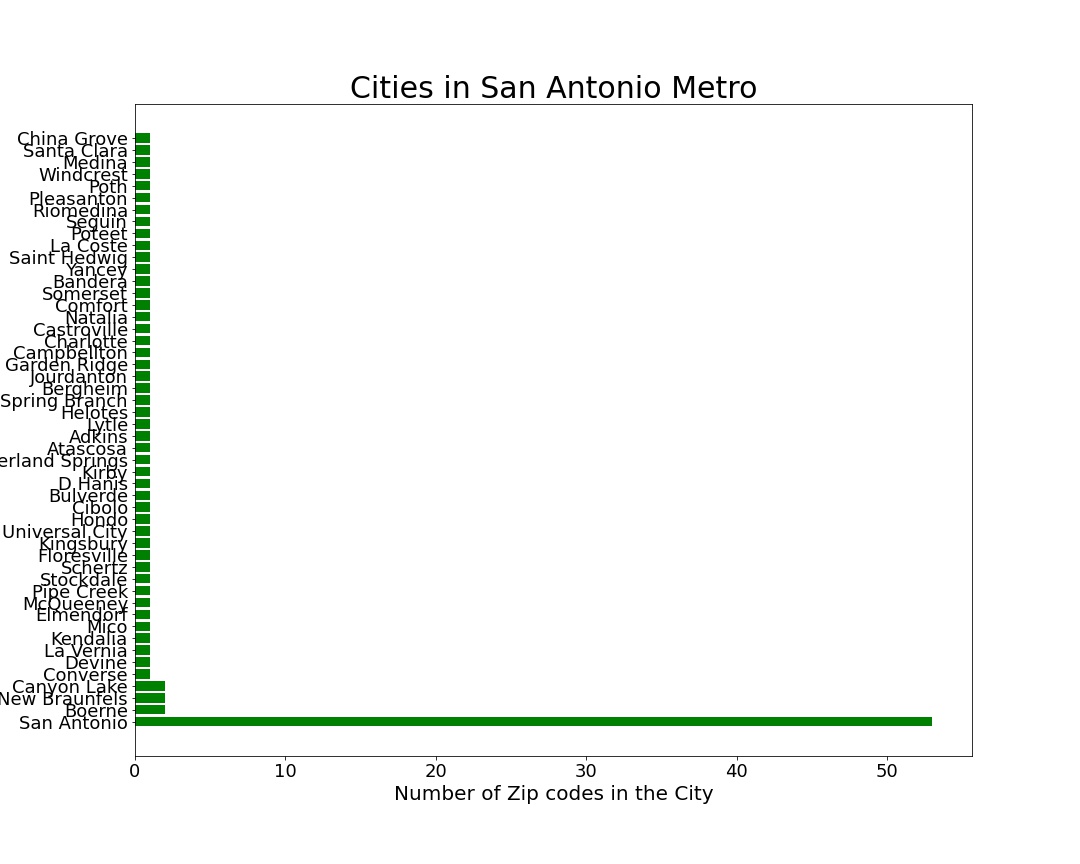 Cities in San Antonio Metro
China Grove
Santa Clara
Medina
Windcrest
Poth
Pleasanton
Riomedina
Seguin
Poteet
La Coste
Saint Hedwig
Yancey
Bandera
Somerset
Comfort
Natalia
Castroville
Charlotte
Campbellton
Garden Ridge
Jourdanton
Bergheim
Spring Branch
Helotes
Lytle
Adkins
Atascosa
erland Springs
Kirby
D Hanis
Bulverde
Cibolo
Hondo
Universal City
Kingsbury
Floresville
Schertz
Stockdale
Pipe Creek
McQueeney
Elmendorf
Mico
Kendalia
La Vernia
Devine
Converse
Canyon Lake
New Braunfels
Boerne
San Antonio
0 10 20 30 40 50
Number of Zip codes in the City